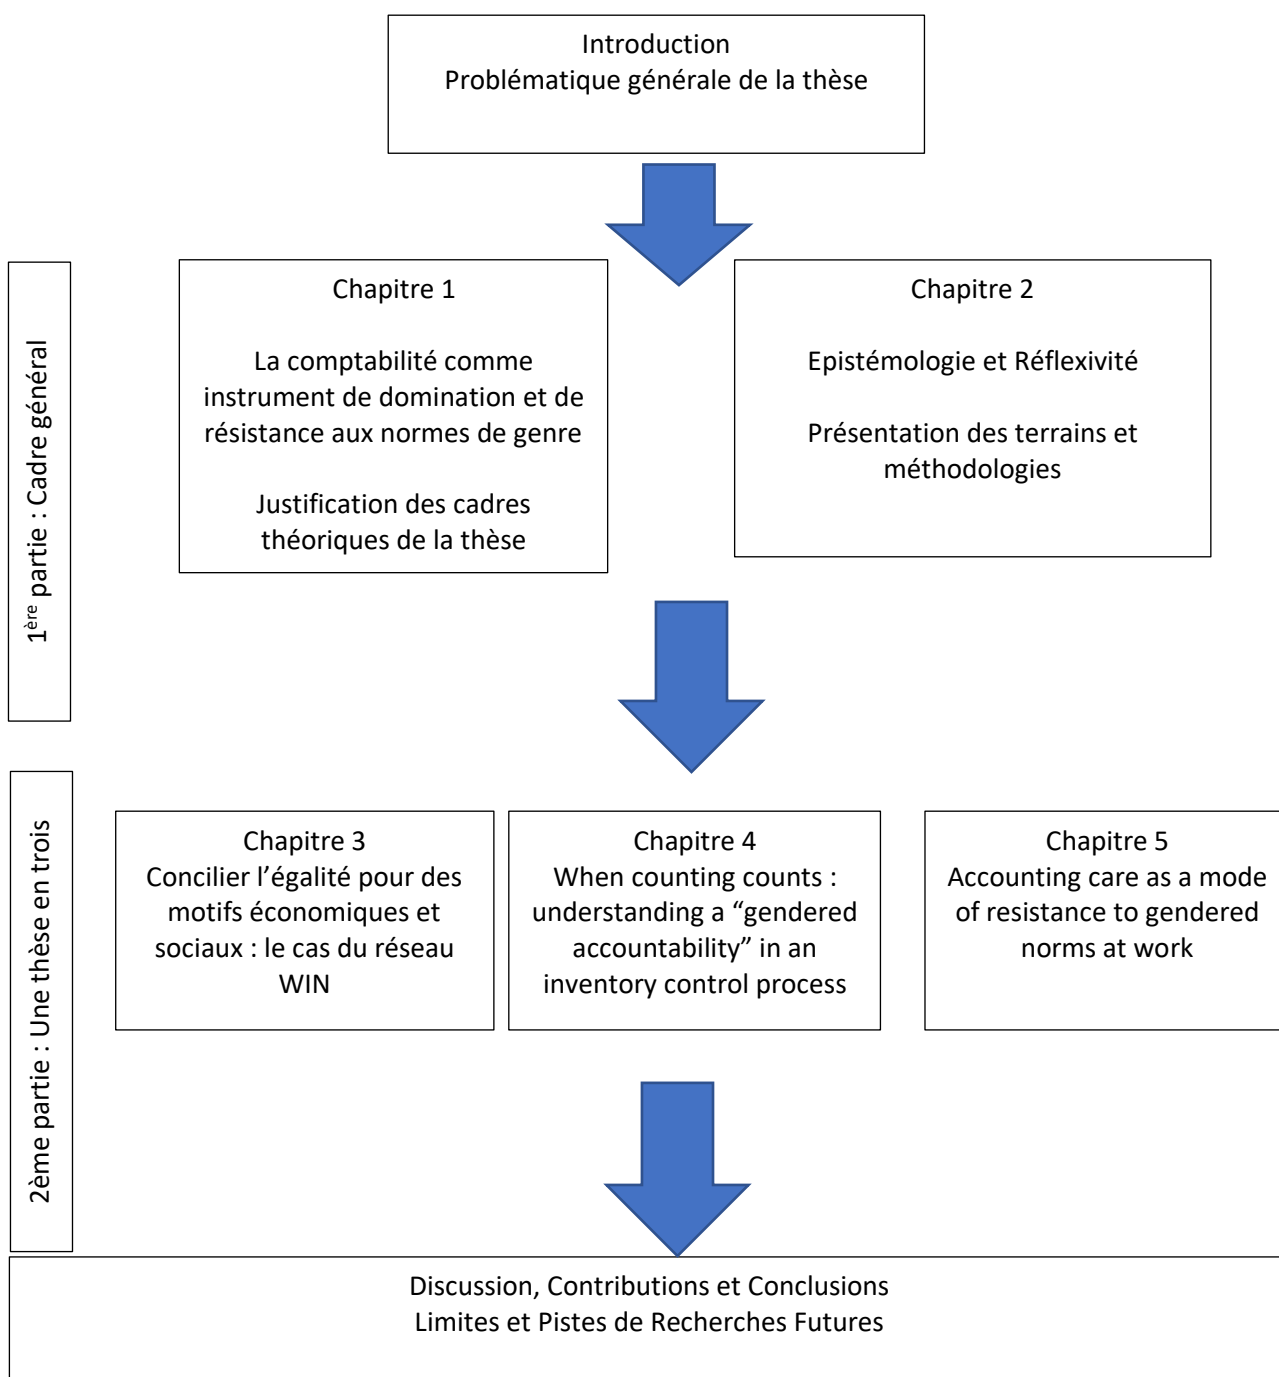 Introduction
Problématique générale de la thèse
1ère partie : Cadre général
Chapitre 1
La comptabilité comme
instrument de domination et de
résistance aux normes de genre
Justification des cadres
théoriques de la thèse
Chapitre 2
Epistémologie et Réflexivité
Présentation des terrains et
méthodologies
2ème partie : Une thèse en trois
Chapitre 3
Concilier l’égalité pour des
motifs économiques et
sociaux : le cas du réseau
WIN
Chapitre 4
When counting counts :
understanding a “gendered
accountability” in an
inventory control process
Chapitre 5
Accounting care as a mode
of resistance to gendered
norms at work
Discussion, Contributions et Conclusions
Limites et Pistes de Recherches Futures